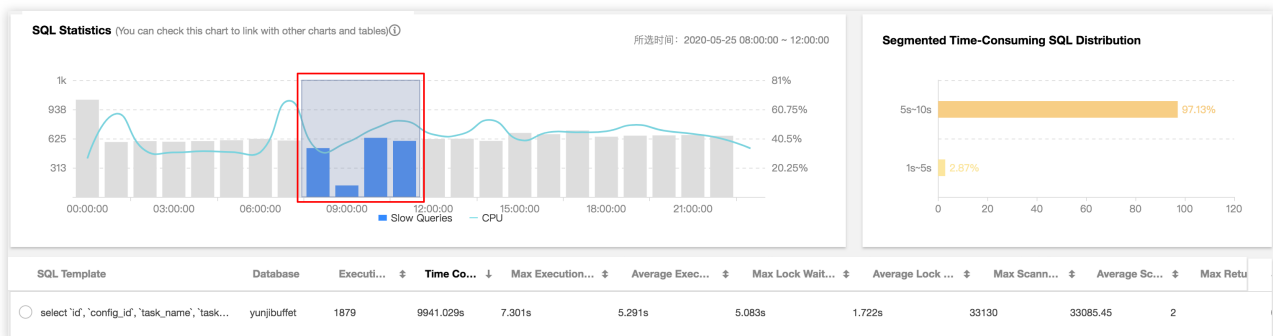 SQL Statistics (You can check this chart to link with other charts and tables)
所选时间：2020-05-25 08:00:00 ~ 12:00:00
1k
938
625
313
81%
60.75%
40.5%
20.25%
00:00:00 03:00:00 06:00:00 09:00:00 12:00:00 15:00:00 18:00:00 21:00:00
Slow Queries CPU
Segmented Time-Consuming SQL Distribution
5s~10s 97.13%
1s~5s 2.87%
0 20 40 60 80 100 120
SQL Template Database Executi... Time Co... Max Execution... Average Exec... Max Lock Wait... Average Lock ... Max Scann... Average Sc... Max Retu
select `id`, `config_id`, `task_name`, `task... yunjibuffet 1879 9941.029s 7.301s 5.291s 5.083s 1.722s 33130 33085.45 2